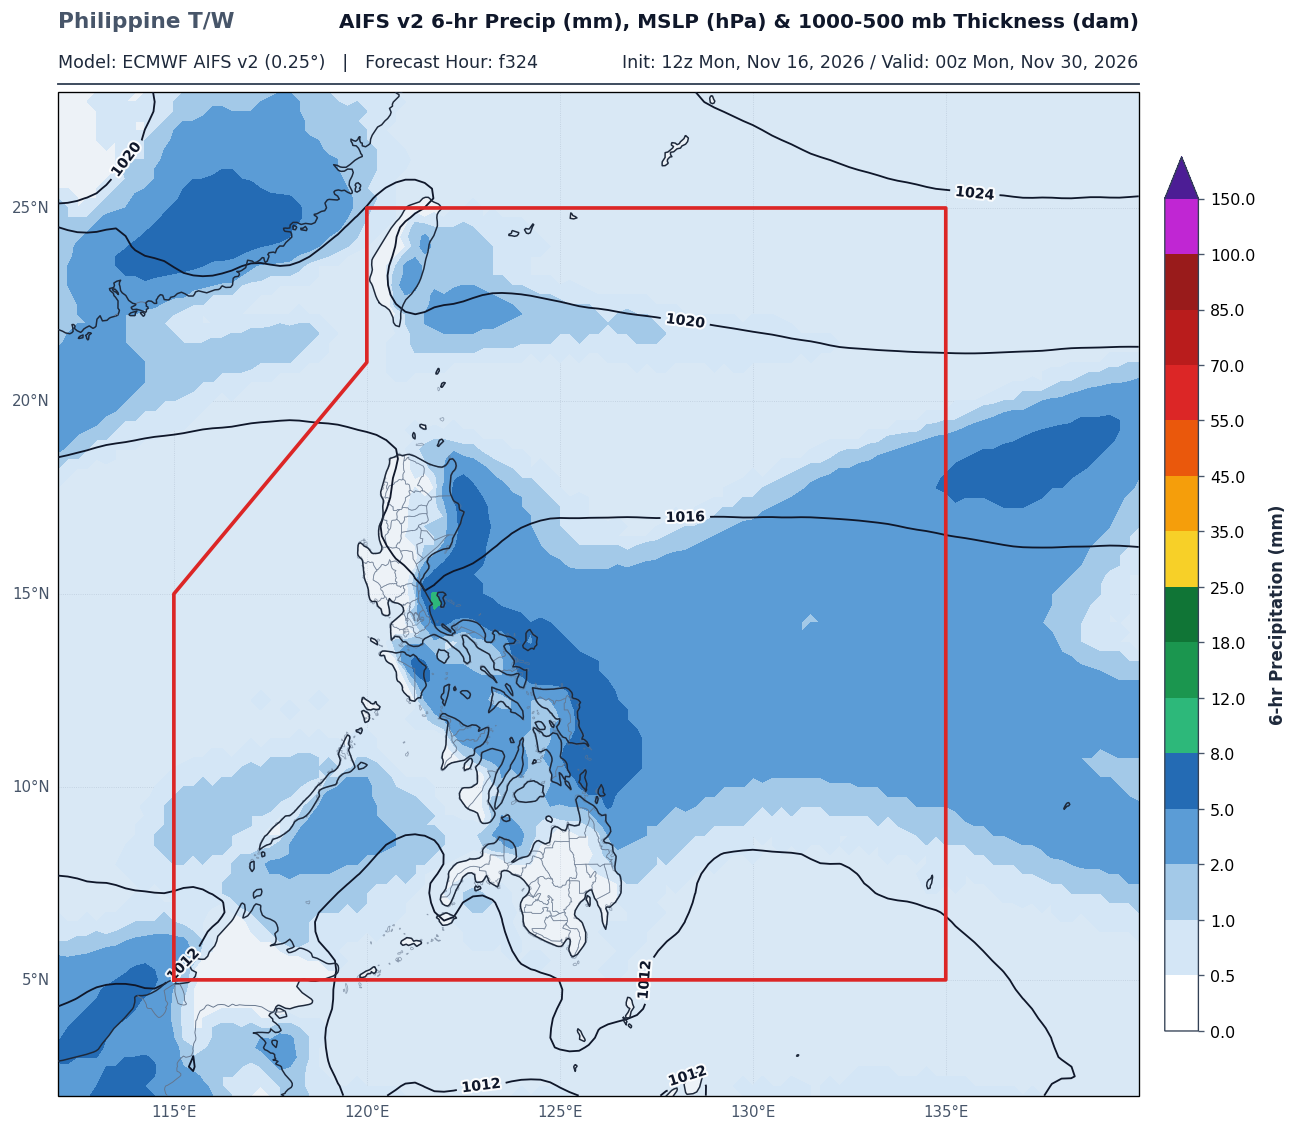 Philippine T/W
AIFS v2 6-hr Precip (mm), MSLP (hPa) & 1000-500 mb Thickness (dam)
Model: ECMWF AIFS v2 (0.25°) | Forecast Hour: f324
Init: 12z Mon, Nov 16, 2026 / Valid: 00z Mon, Nov 30, 2026
1020
1024
1020
1016
1012
1012
1012
1012
25°N
20°N
15°N
10°N
5°N
115°E
120°E
125°E
130°E
135°E
150.0
100.0
85.0
70.0
55.0
45.0
35.0
25.0
18.0
12.0
8.0
5.0
2.0
1.0
0.5
0.0
6-hr Precipitation (mm)